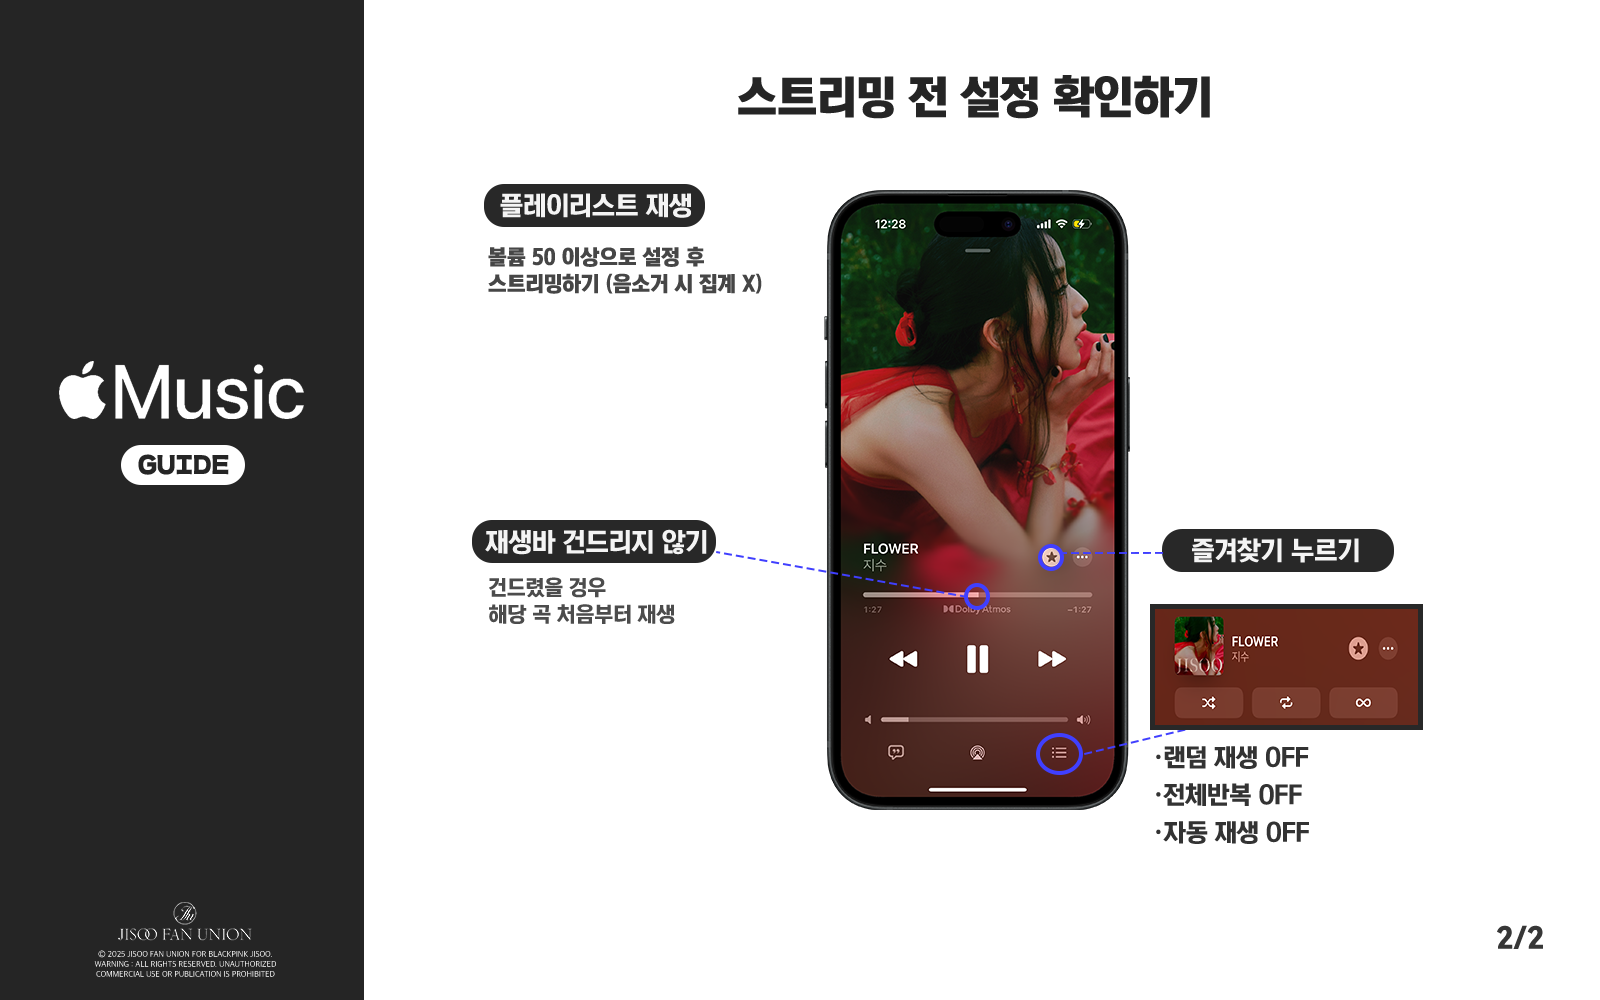 스트리밍 전 설정 확인하기
플레이리스트 재생
볼륨 50 이상으로 설정 후
스트리밍하기 (음소거 시 집계 X)
12:28
Music
GUIDE
재생바 건드리지 않기
건드렸을 경우
해당 곡 처음부터 재생
FLOWER
지수
1:27
Dolby Atmos
-1:27
즐겨찾기 누르기
JISOO
FLOWER
지수
·랜덤 재생 OFF
·전체반복 OFF
·자동 재생 OFF
JISOO FAN UNION
© 2025 JISOO FAN UNION FOR BLACKPINK JISOO.
WARNING : ALL RIGHTS RESERVED. UNAUTHORIZED
COMMERCIAL USE OR PUBLICATION IS PROHIBITED
2/2